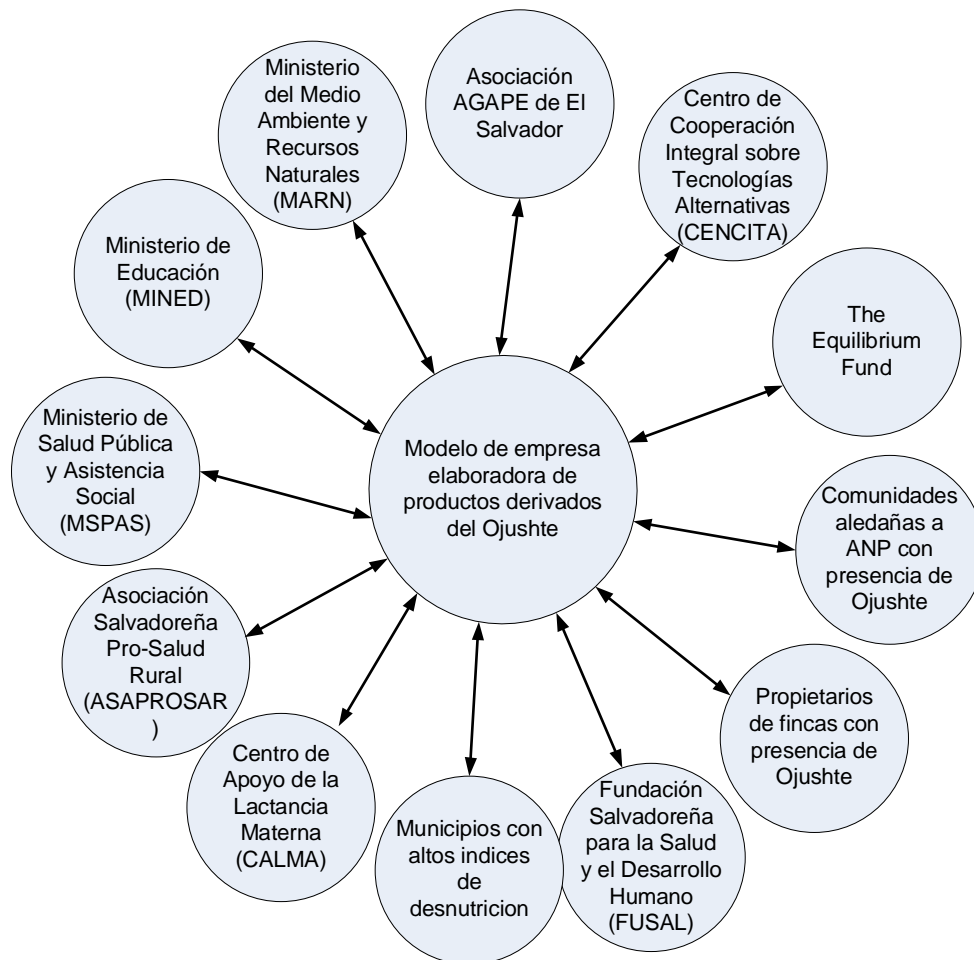 Ministerio
del Medio
Ambiente y
Recursos
Naturales
(MARN)
Asociación
AGAPE de El
Salvador
Centro de
Cooperación
Integral sobre
Tecnologías
Alternativas
(CENCITA)
The
Equilibrium
Fund
Comunidades
aledañas a
ANP con
presencia de
Ojushte
Propietarios
de fincas con
presencia de
Ojushte
Fundación
Salvadoreña
para la Salud
y el Desarrollo
Humano
(FUSAL)
Municipios con
altos indices
de
desnutricion
Centro de
Apoyo de la
Lactancia
Materna
(CALMA)
Asociación
Salvadoreña
Pro-Salud
Rural
(ASAPROSAR
)
Ministerio de
Salud Pública
y Asistencia
Social
(MSPAS)
Ministerio de
Educación
(MINED)
Modelo de empresa
elaboradora de
productos derivados
del Ojushte